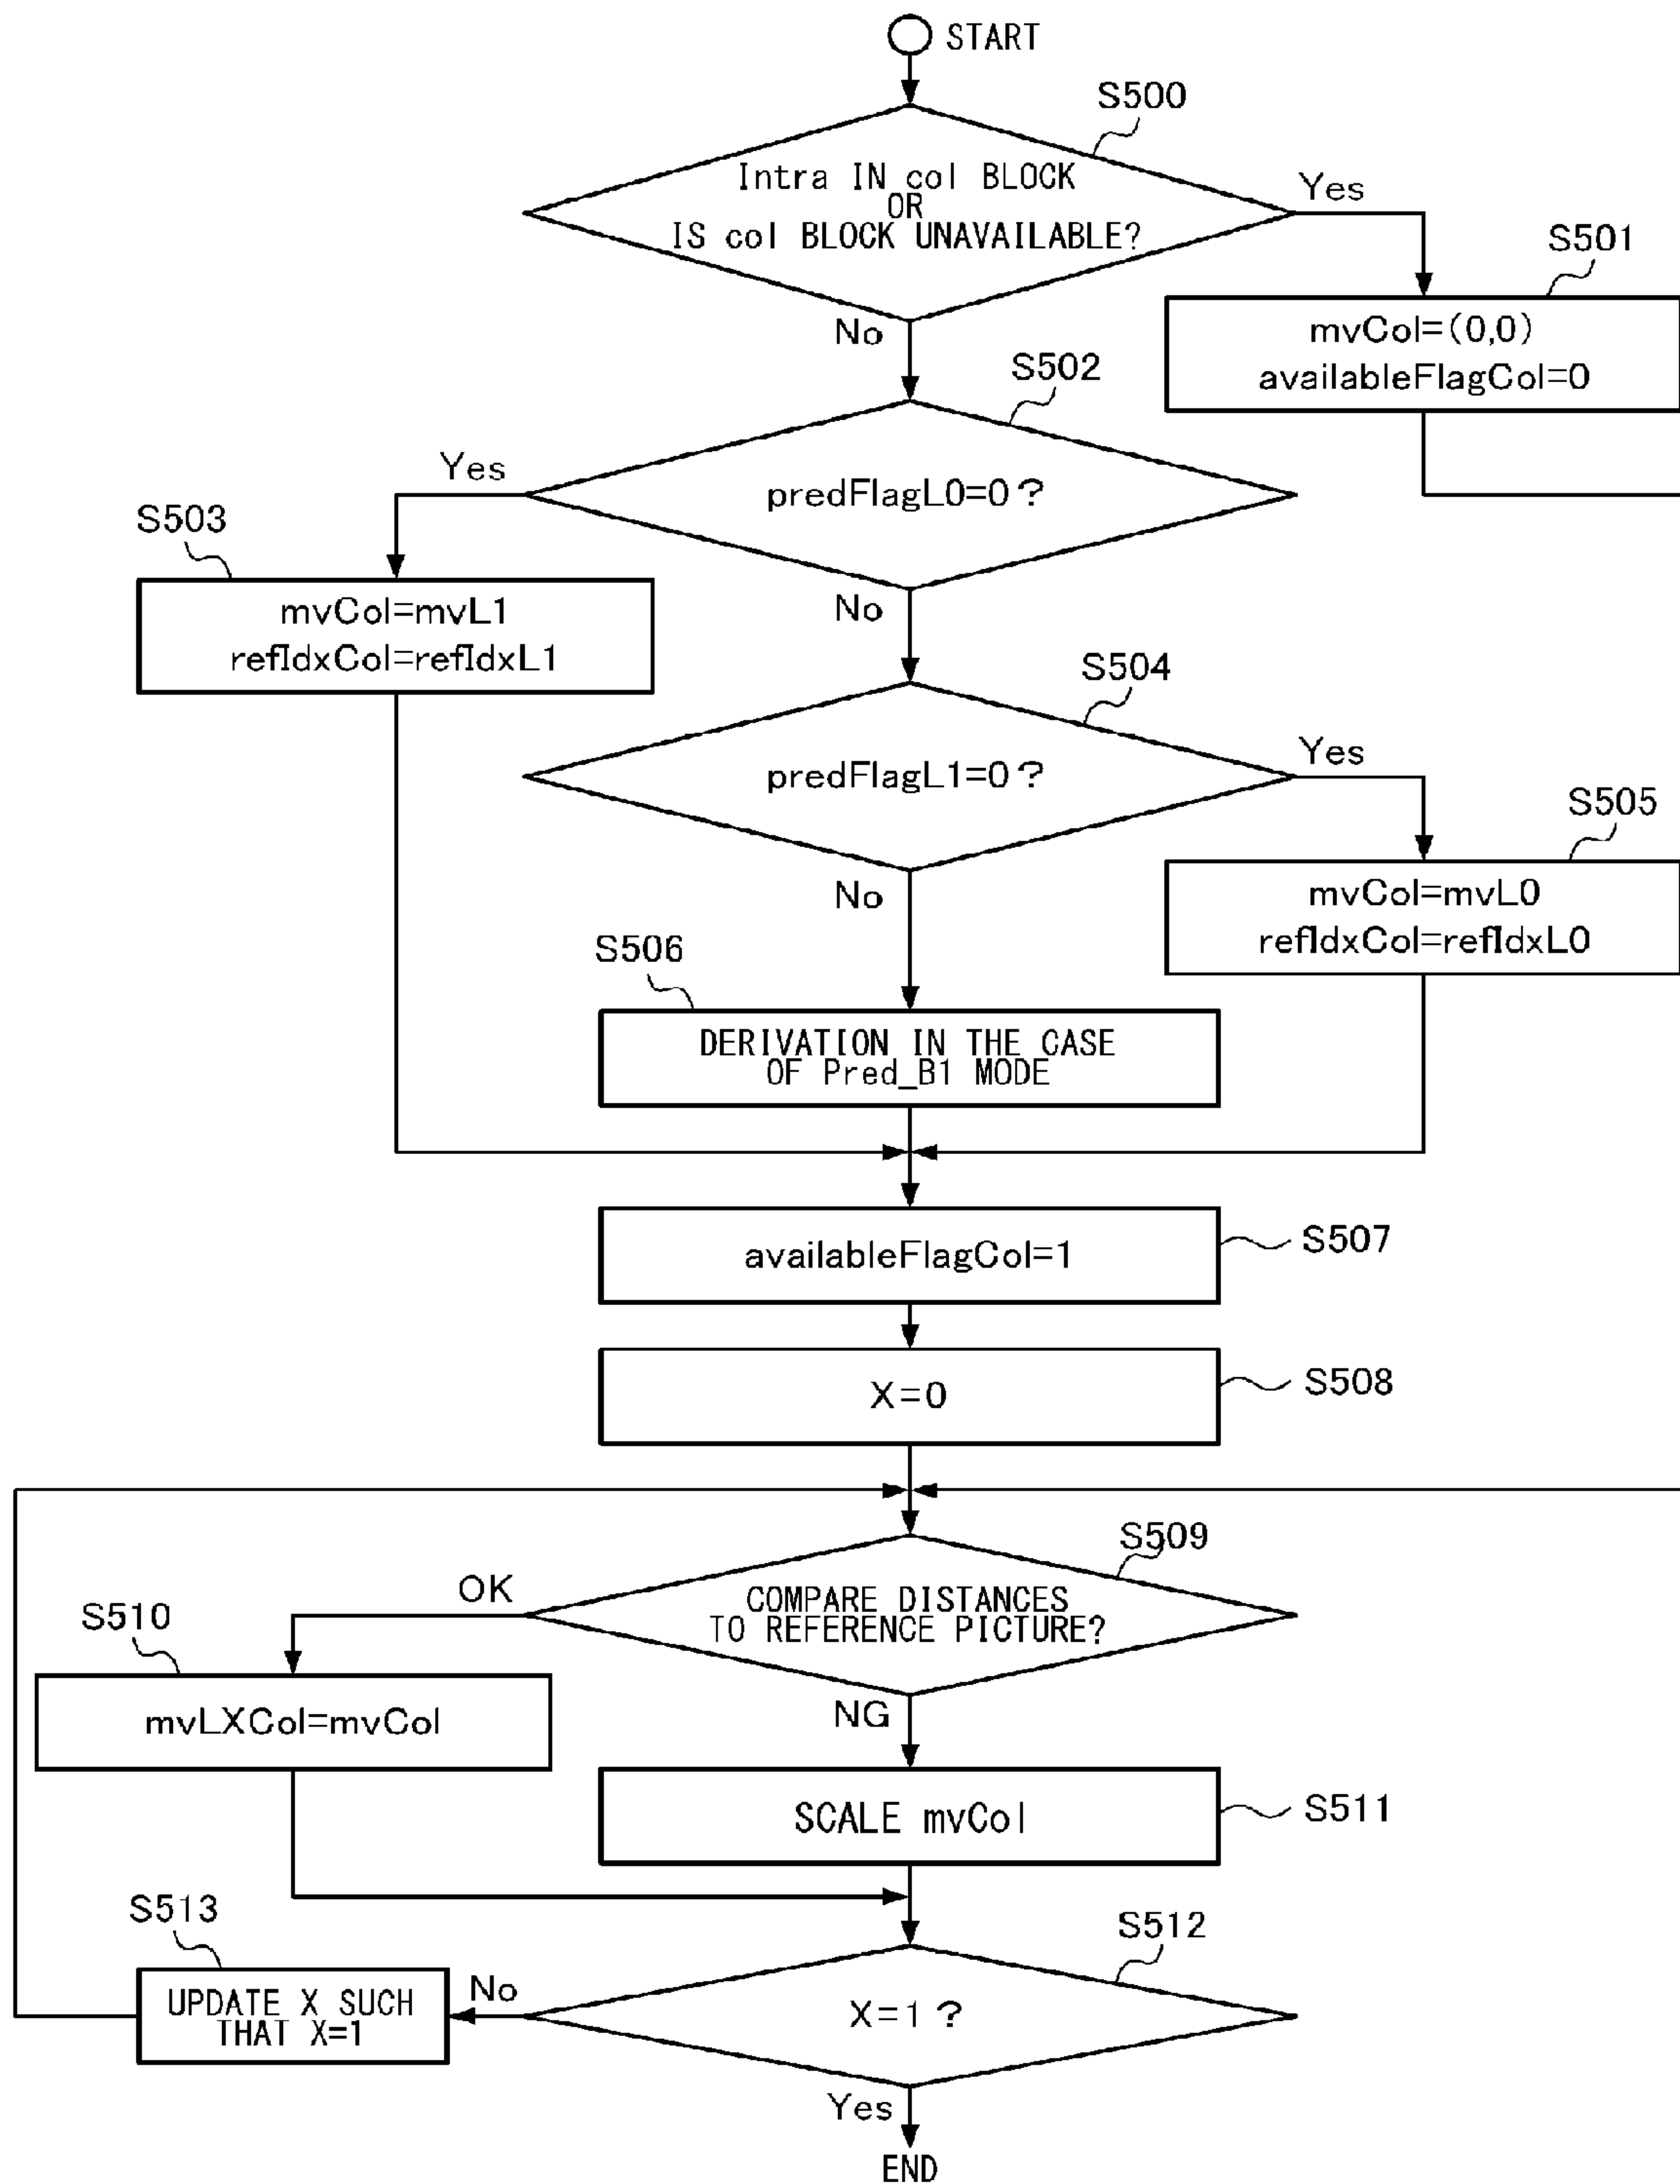 START
S500
Intra IN col BLOCK
OR
IS col BLOCK UNAVAILABLE?
Yes
No
S501
mvCol=(0,0)
availableFlagCol=0
S502
predFlagL0=0?
Yes
No
S503
mvCol=mvL1
refIdxCol=refIdxL1
S504
predFlagL1=0?
Yes
No
S505
mvCol=mvL0
refIdxCol=refIdxL0
S506
DERIVATION IN THE CASE
OF Pred_B1 MODE
availableFlagCol=1
S507
X=0
S508
S509
COMPARE DISTANCES
TO REFERENCE PICTURE?
OK
NG
S510
mvLXCol=mvCol
SCALE mvCol
S511
S512
X=1?
No
Yes
S513
UPDATE X SUCH
THAT X=1
END